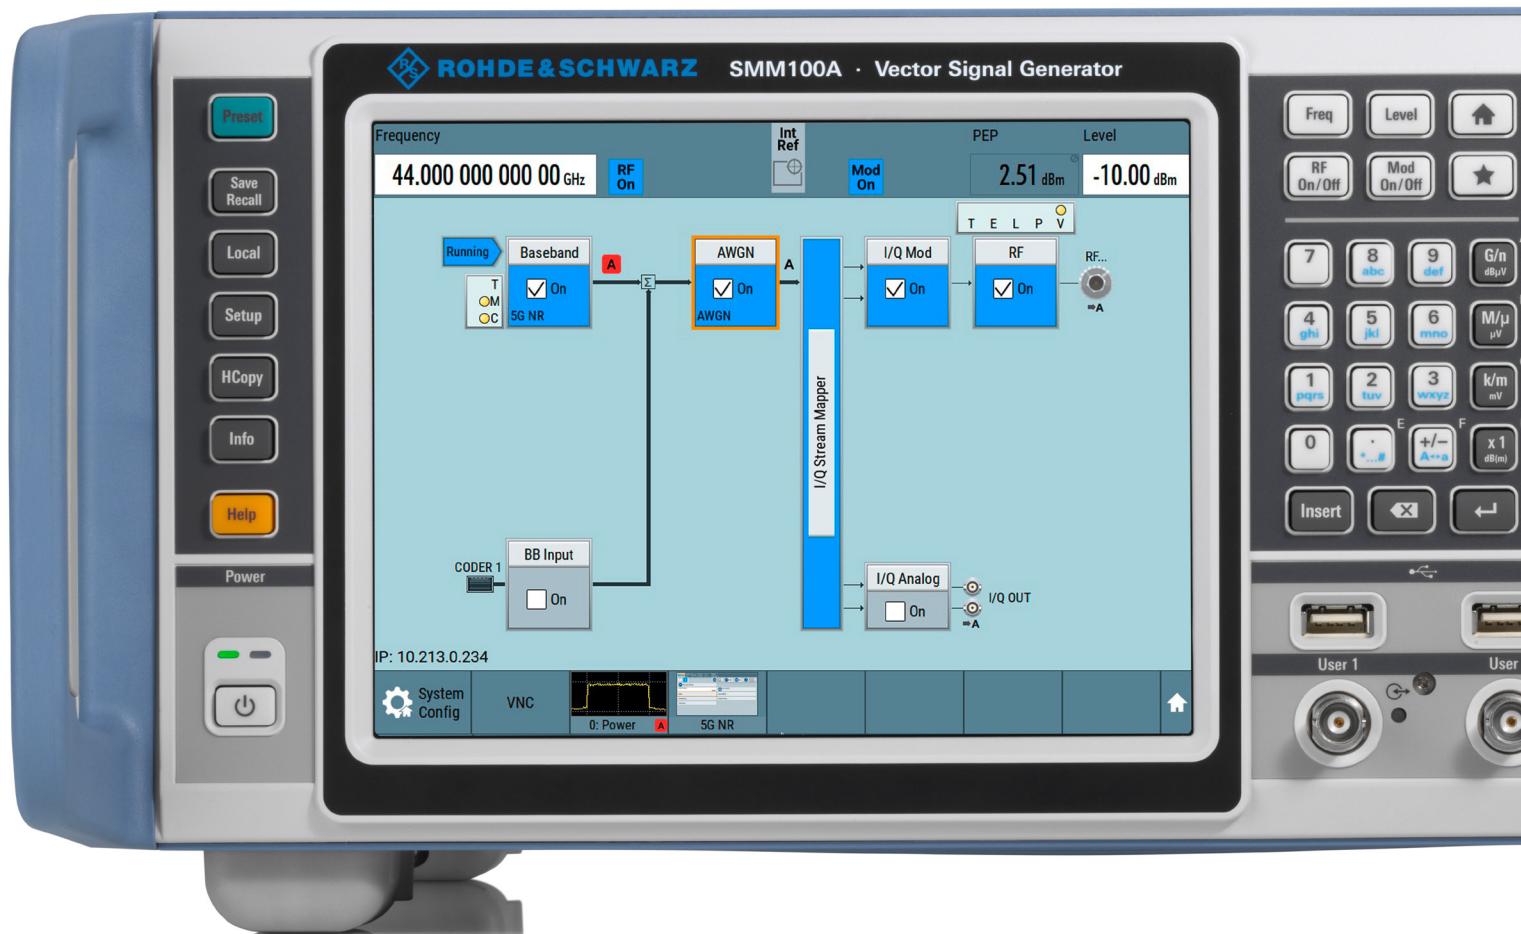 ROHDE & SCHWARZ SMM100A · Vector Signal Generator
Preset
Save
Recall
Local
Setup
HCopy
Info
Help
Power
Frequency
44.000 000 000 00 GHz
RF
On
Int
Ref
Mod
On
PEP
2.51 dBm
Level
-10.00 dBm
T E L P V
Running
Baseband
On
5G NR
T
M
C
A
Σ
AWGN
On
AWGN
A
I/Q Stream Mapper
I/Q Mod
On
RF
On
RF...
⇒A
CODER 1
BB Input
On
I/Q Analog
On
I/Q OUT
⇒A
IP: 10.213.0.234
System
Config
VNC
0: Power A
5G NR
Freq
Level
RF
On/Off
Mod
On/Off
7
8
abc
9
def
G/n
dBµV
4
ghi
5
jkl
6
mno
M/µ
µV
1
pqrs
2
tuv
3
wxyz
k/m
mV
E
F
0
.
*...#
+/−
A↔a
x 1
dB(m)
Insert
User 1
User